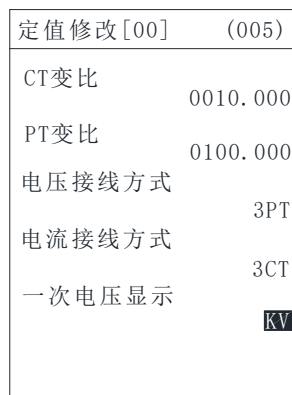 定值修改[00] (005)
CT变比
0010.000
PT变比
0100.000
电压接线方式
3PT
电流接线方式
3CT
一次电压显示
KV